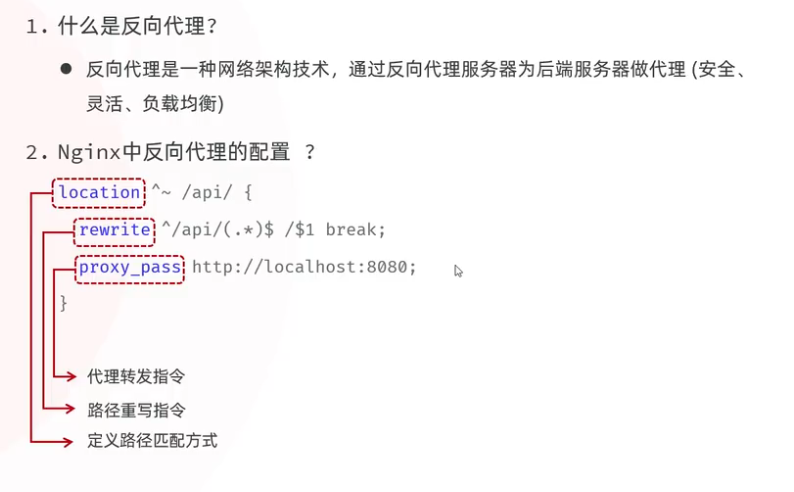 1. 什么是反向代理？
● 反向代理是一种网络架构技术，通过反向代理服务器为后端服务器做代理 (安全、
灵活、负载均衡)
2. Nginx中反向代理的配置 ？
location ^~ /api/ {
rewrite ^/api/(.*)$ /$1 break;
proxy_pass http://localhost:8080;
}
代理转发指令
路径重写指令
定义路径匹配方式